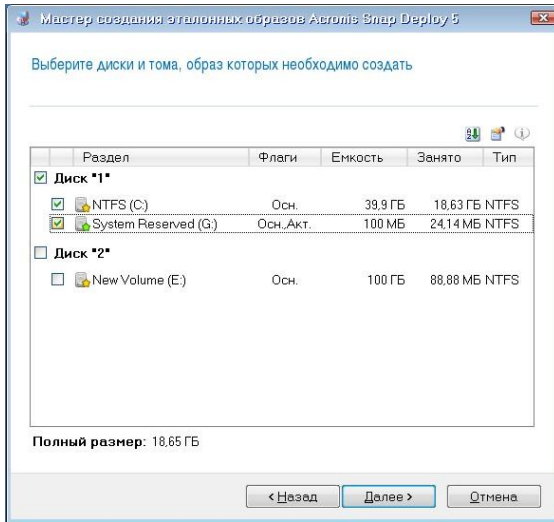 Мастер создания эталонных образов Acronis Snap Deploy 5
Выберите диски и тома, образ которых необходимо создать
Раздел Флаги Емкость Занято Тип
Диск "1"
NTFS (C:) Осн. 39,9 ГБ 18,63 ГБ NTFS
System Reserved (G:) Осн.,Акт. 100 МБ 24,14 МБ NTFS
Диск "2"
New Volume (E:) Осн. 100 ГБ 88,88 МБ NTFS
Полный размер: 18,65 ГБ
< Назад Далее > Отмена